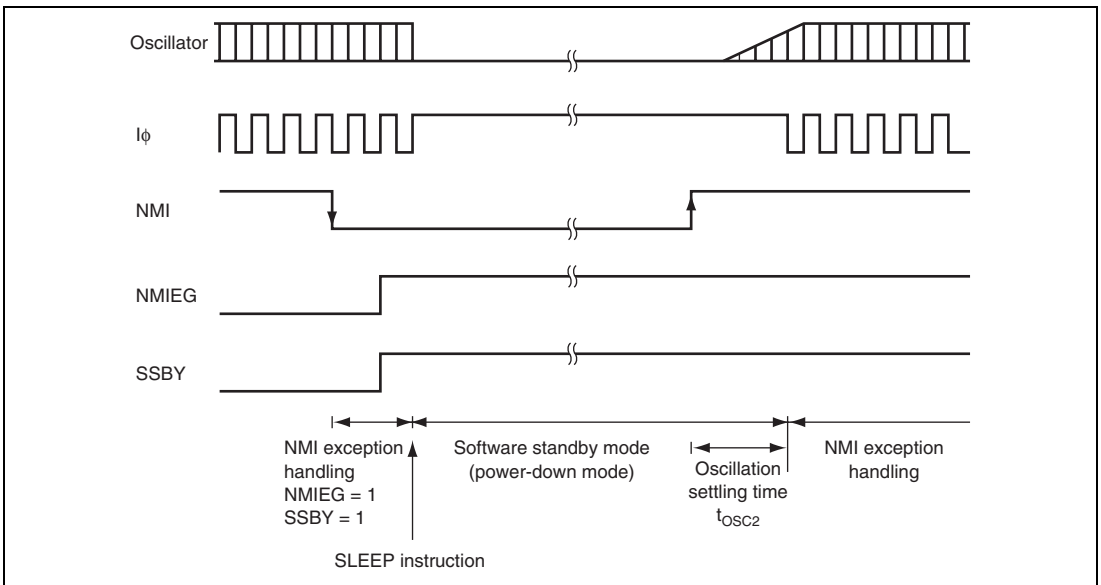 Oscillator
Iϕ
NMI
NMIEG
SSBY
NMI exception
handling
NMIEG = 1
SSBY = 1
Software standby mode
(power-down mode)
Oscillation
settling time
tOSC2
NMI exception
handling
SLEEP instruction